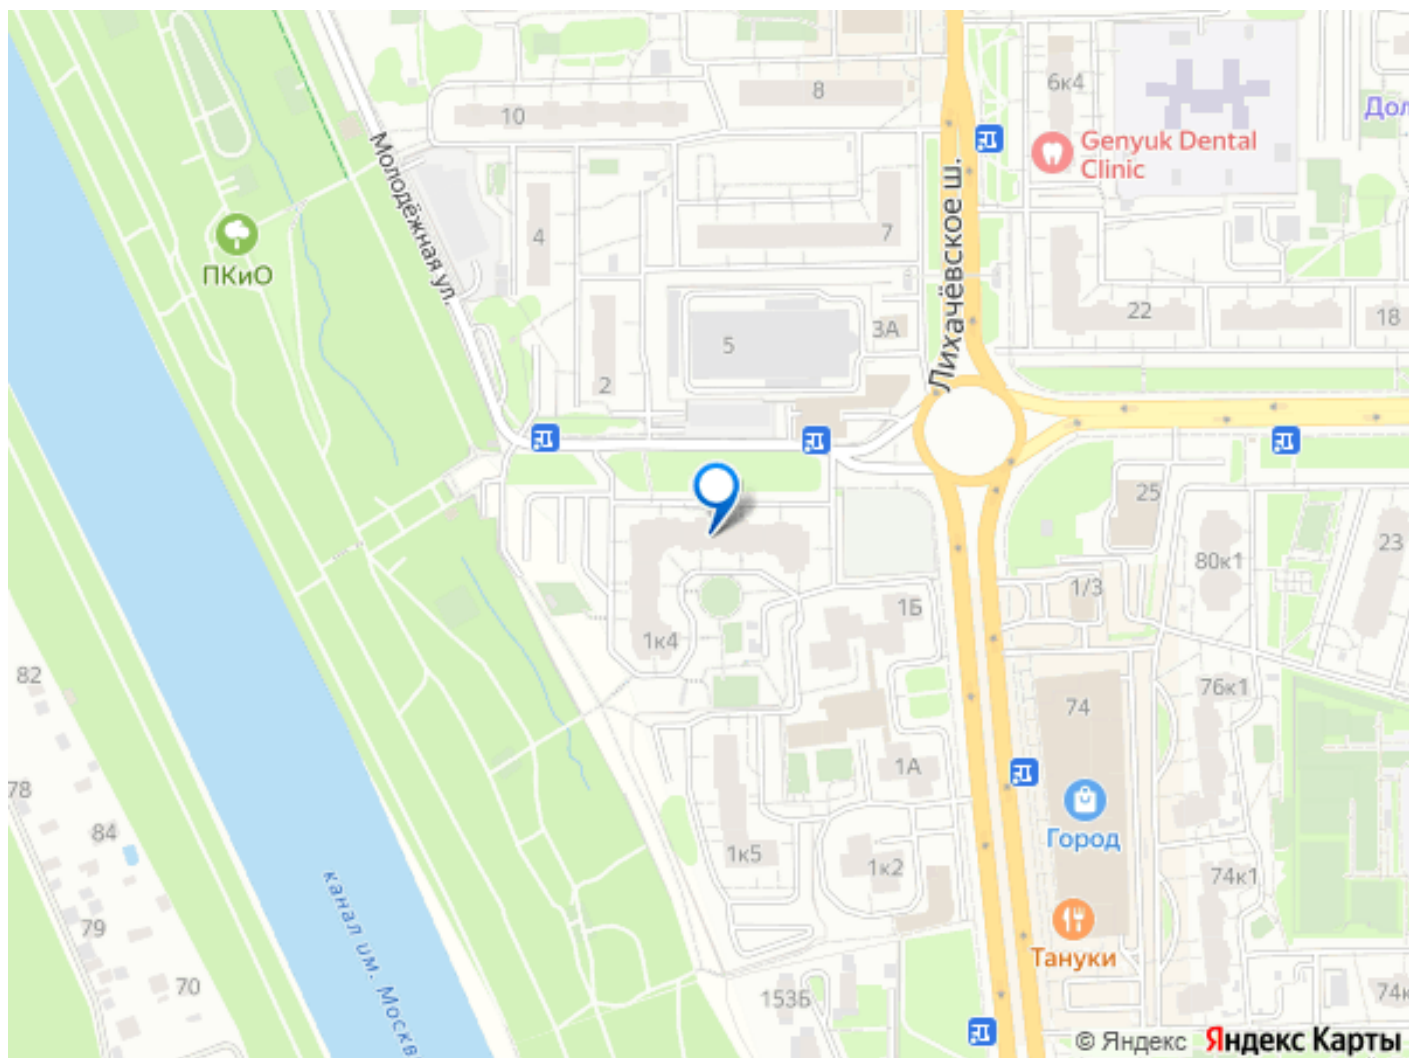 8
6к4
10
Дол
Genyuk Dental
Clinic
Молодёжная ул.
Лихачёвское ш.
4
7
ПКиО
22
18
3А
5
2
25
23
80к1
1/3
1Б
1к4
82
76к1
74
1А
78
84
Город
1к5
1к2
74к1
канал им. Москв
79
Тануки
70
153Б
74к
© Яндекс Яндекс Карты